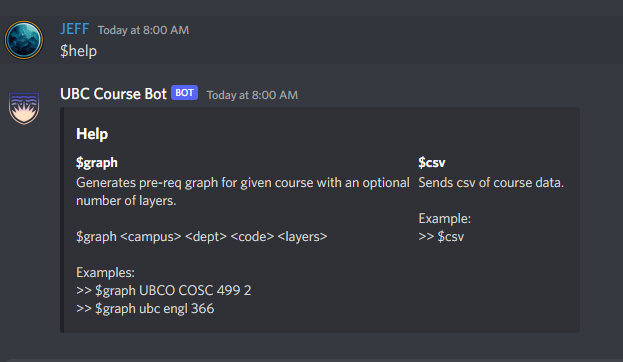 JEFF Today at 8:00 AM
$help
UBC Course Bot BOT Today at 8:00 AM
Help
$graph
Generates pre-req graph for given course with an optional
number of layers.
$graph <campus> <dept> <code> <layers>
Examples:
>> $graph UBCO COSC 499 2
>> $graph ubc engl 366
$csv
Sends csv of course data.
Example:
>> $csv